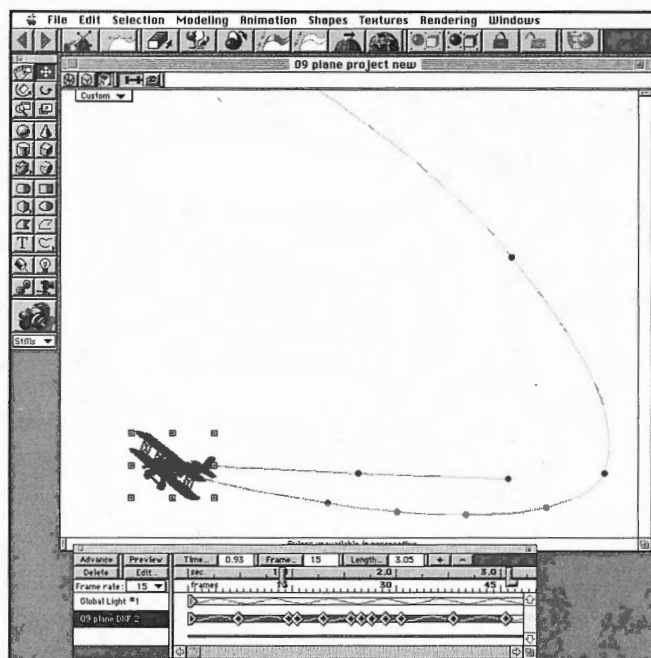 File Edit Selection Modeling Animation Shapes Textures Rendering Windows
09 plane project new
Custom
T
Stills
Advance Preview Time... 0.93 Frame... 15 Length... 3.05 + -
Delete Edit... sec. 2.0 3.0
Frame rate: 15 frames 15 30 45
Global Light #1
09 plane DXF 2